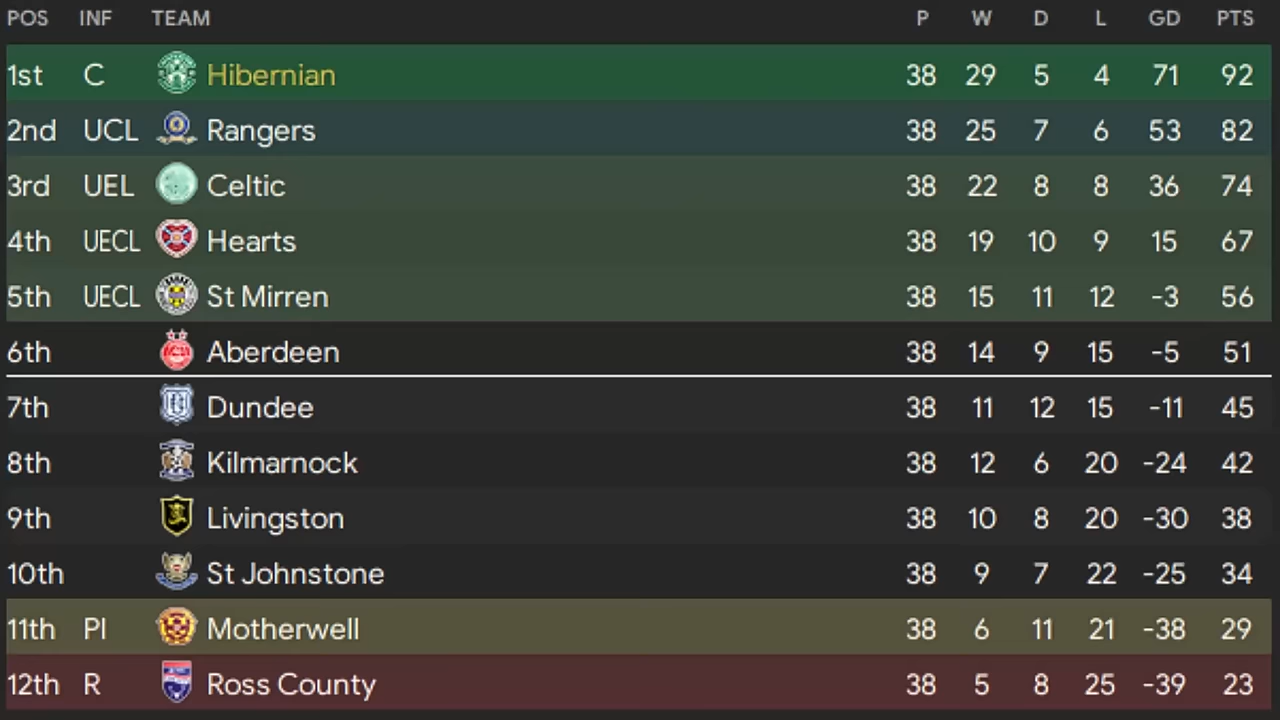 POS INF TEAM P W D L GD PTS
1st C Hibernian 38 29 5 4 71 92
2nd UCL Rangers 38 25 7 6 53 82
3rd UEL Celtic 38 22 8 8 36 74
4th UECL Hearts 38 19 10 9 15 67
5th UECL St Mirren 38 15 11 12 -3 56
6th Aberdeen 38 14 9 15 -5 51
7th Dundee 38 11 12 15 -11 45
8th Kilmarnock 38 12 6 20 -24 42
9th Livingston 38 10 8 20 -30 38
10th St Johnstone 38 9 7 22 -25 34
11th Pl Motherwell 38 6 11 21 -38 29
12th R Ross County 38 5 8 25 -39 23